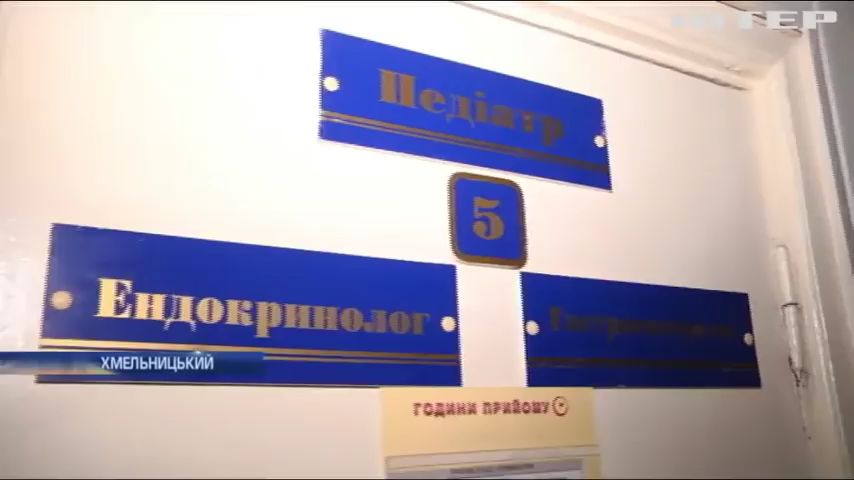 ІНТЕР
Педіатр
5
Ендокринолог
ХМЕЛЬНИЦЬКИЙ
ГОДИНИ ПРИЙОМУ